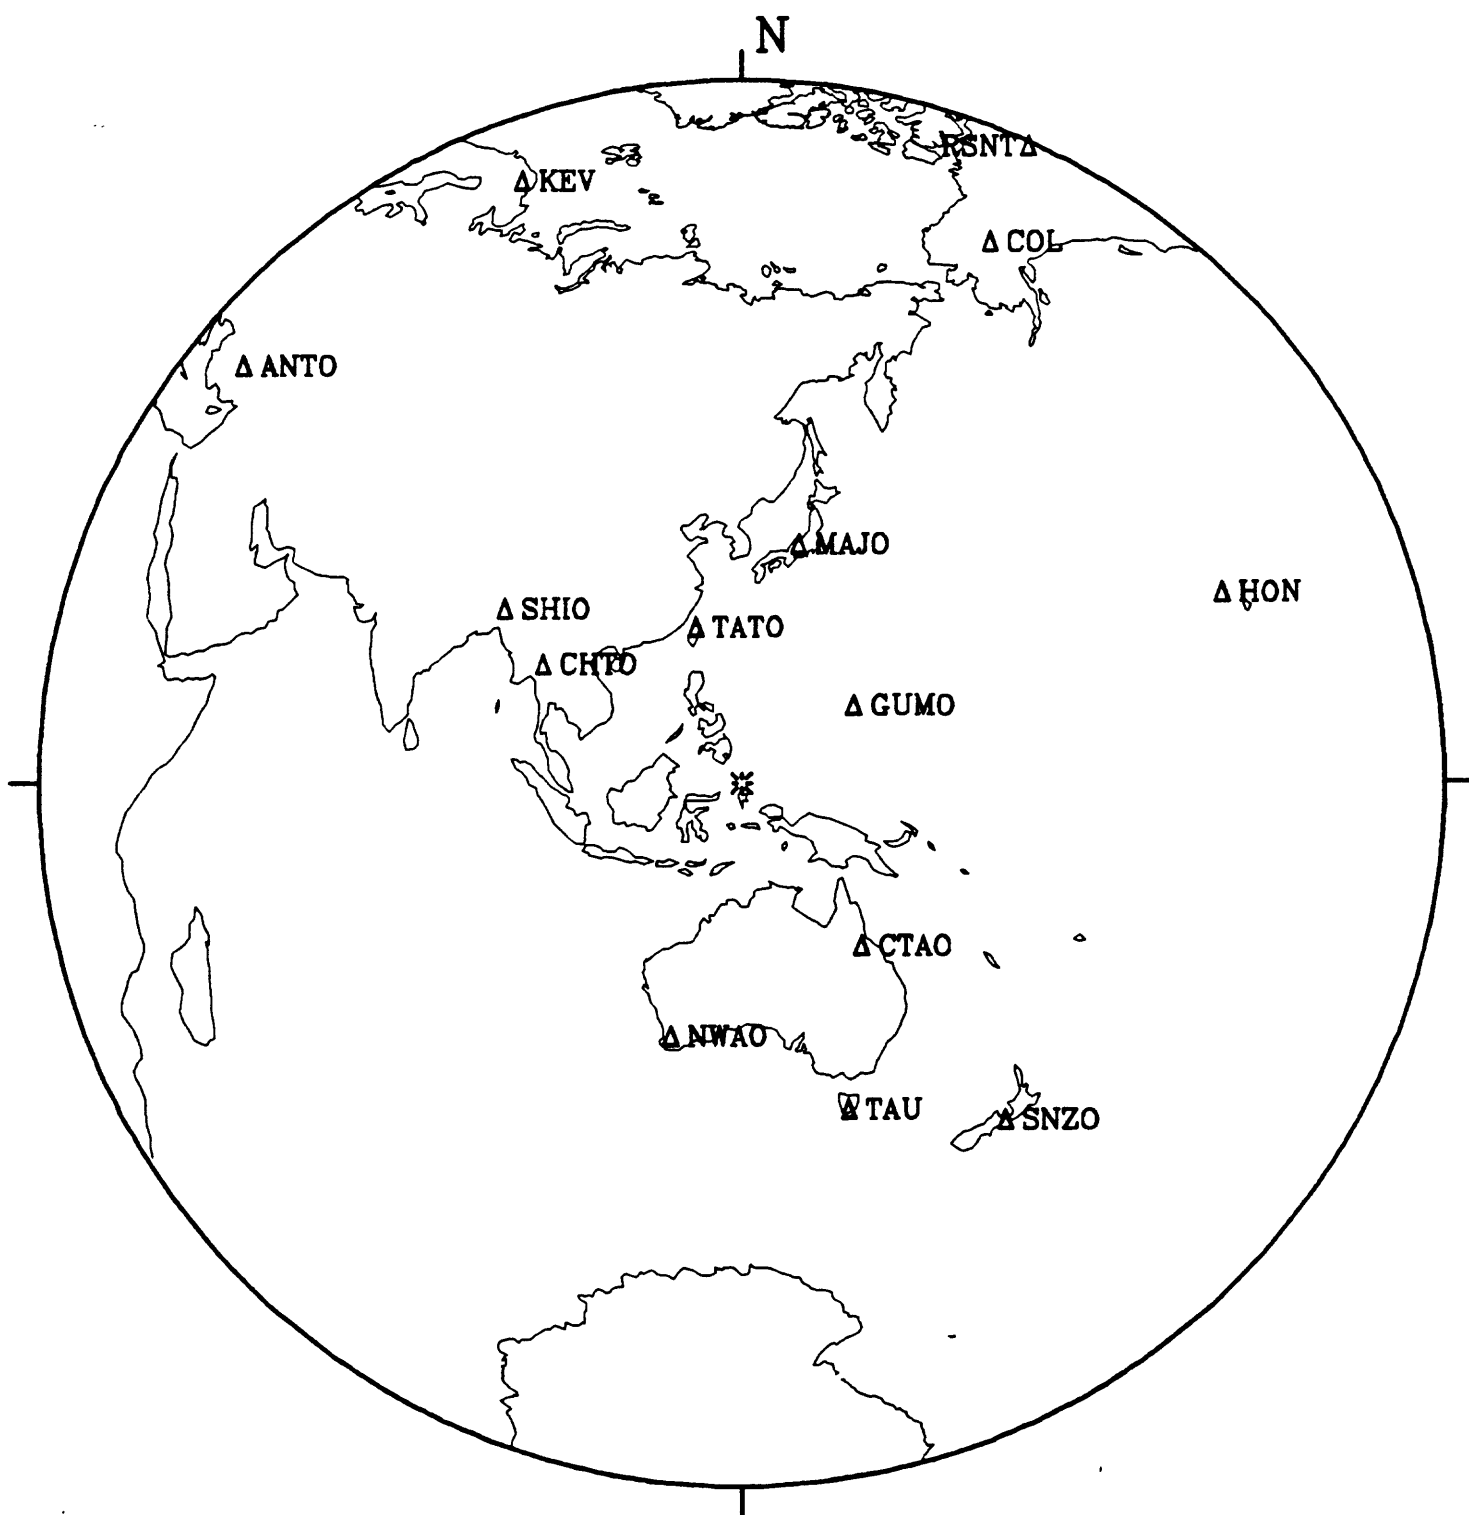 N
RSNT
KEV
COL
ANTO
MAJO
HON
SHIO
TATO
CHTO
GUMO
CTAO
NWAO
TAU
SNZO